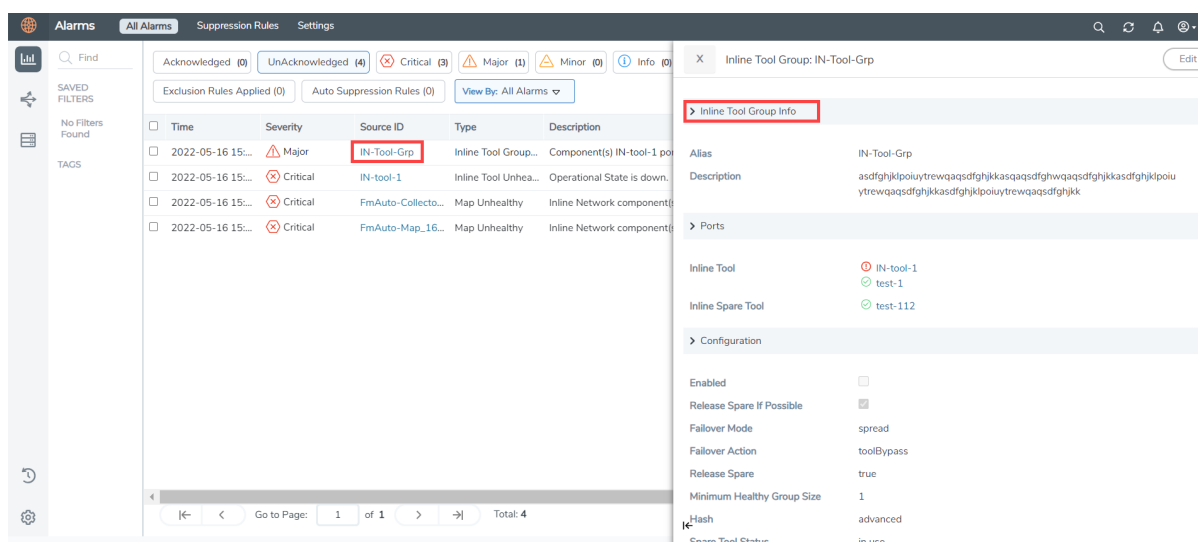 Alarms All Alarms Suppression Rules Settings
Find
SAVED
FILTERS
No Filters
Found
TAGS
Acknowledged (0) UnAcknowledged (4) Critical (3) Major (1) Minor (0) Info (0)
Exclusion Rules Applied (0) Auto Suppression Rules (0) View By: All Alarms
Time Severity Source ID Type Description
2022-05-16 15:... Major IN-Tool-Grp Inline Tool Group... Component(s) IN-tool-1 por
2022-05-16 15:... Critical IN-tool-1 Inline Tool Unhea... Operational State is down.
2022-05-16 15:... Critical FmAuto-Collecto... Map Unhealthy Inline Network component(s
2022-05-16 15:... Critical FmAuto-Map_16... Map Unhealthy Inline Network component(s
Go to Page: 1 of 1 Total: 4
X Inline Tool Group: IN-Tool-Grp Edit
Inline Tool Group Info
Alias IN-Tool-Grp
Description asdfghjklpoiuytrewqaqsdfghjkkasqaqsdfghwqaqsdfghjkkasdfghjklpoiu
ytrewqaqsdfghjkkasdfghjklpoiuytrewqaqsdfghjkk
Ports
Inline Tool IN-tool-1
test-1
Inline Spare Tool test-112
Configuration
Enabled
Release Spare If Possible
Failover Mode spread
Failover Action toolBypass
Release Spare true
Minimum Healthy Group Size 1
Hash advanced
Spare Tool Status in use